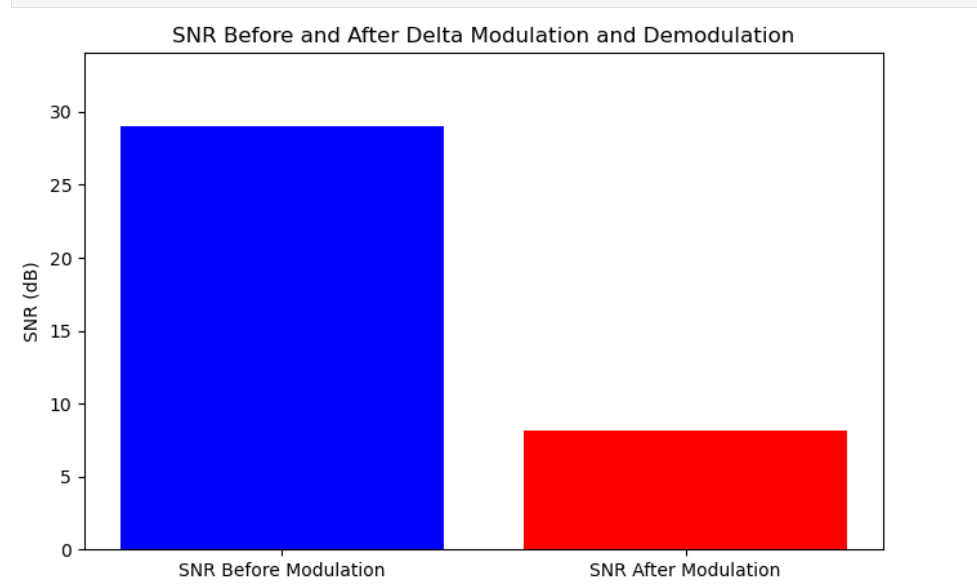 SNR Before and After Delta Modulation and Demodulation
30
25
20
15
10
5
0
SNR (dB)
SNR Before Modulation
SNR After Modulation